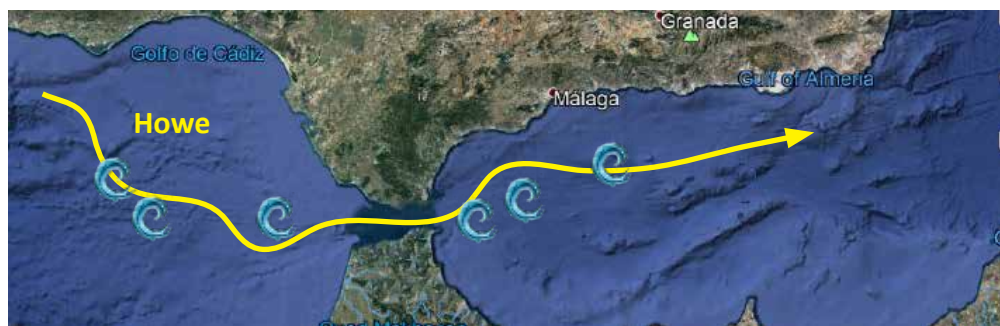 Granada
Golfo de Cádiz
Gulf of Almeria
Málaga
Howe